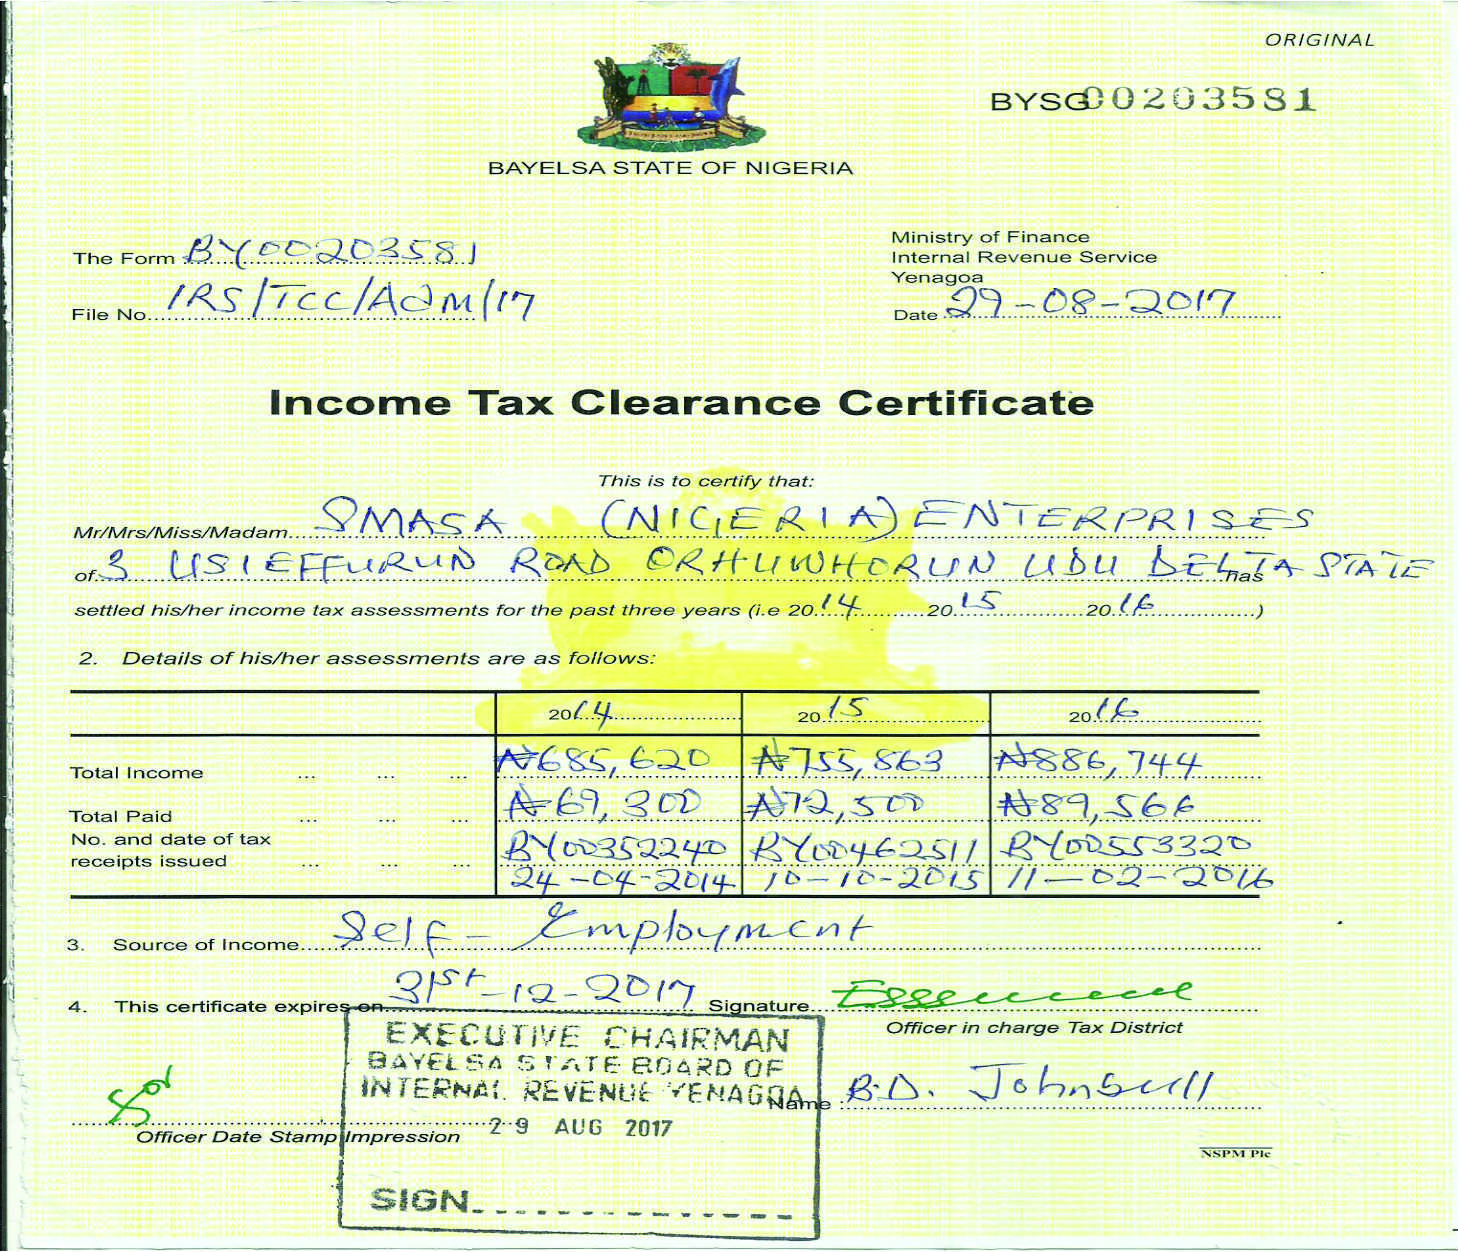 ORIGINAL
BYSG00203581
BAYELSA STATE OF NIGERIA
The Form BY00203581
File No. IRS/TCC/Adm/17
Ministry of Finance
Internal Revenue Service
Yenagoa
Date 29-08-2017
Income Tax Clearance Certificate
This is to certify that:
Mr/Mrs/Miss/Madam SMASA (NIGERIA) ENTERPRISES
of 3 USIEFFURUN ROAD ORHUWHORUN UDU DELTA STATE has
settled his/her income tax assessments for the past three years (i.e 2014 2015 2016 )
2. Details of his/her assessments are as follows:
2014 2015 2016
Total Income ... ... ... ₦685,620 ₦755,863 ₦886,744
Total Paid ... ... ... ₦69,300 ₦72,500 ₦89,566
No. and date of tax
receipts issued ... ... ... BY00352240 BY00462511 BY00553320
24-04-2014 10-10-2015 11-02-2016
3. Source of Income Self-Employment
4. This certificate expires on 31st-12-2017 Signature
Officer in charge Tax District
EXECUTIVE CHAIRMAN
BAYELSA STATE BOARD OF
INTERNAL REVENUE YENAGOA
Name B.D. Johnbull
29 AUG 2017
Officer Date Stamp Impression
NSPM Plc
SIGN